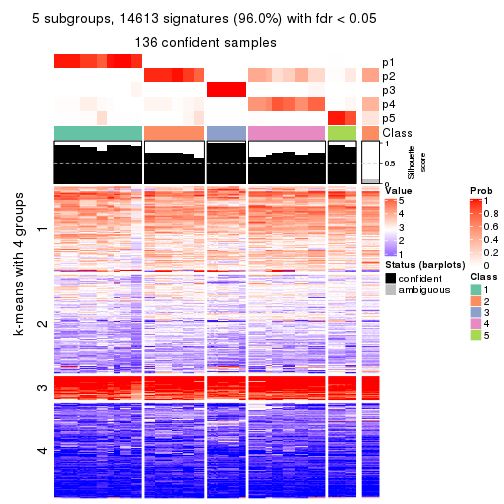 5 subgroups, 14613 signatures (96.0%) with fdr < 0.05
136 confident samples
p1
p2
p3
p4
p5
Class
1
0.5
0
Silhouette
score
k-means with 4 groups
1
2
3
4
Value
5
4
3
2
1
Status (barplots)
confident
ambiguous
Prob
1
0.8
0.6
0.4
0.2
0
Class
1
2
3
4
5